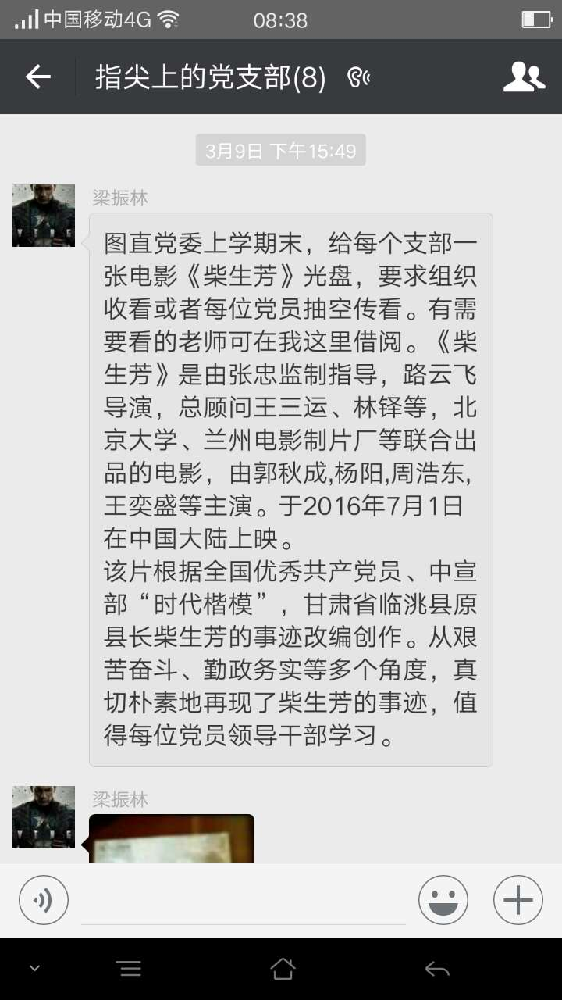 中国移动4G
08:38
指尖上的党支部(8)
3月9日 下午15:49
梁振林
图直党委上学期末，给每个支部一
张电影《柴生芳》光盘，要求组织
收看或者每位党员抽空传看。有需
要看的老师可在我这里借阅。《柴
生芳》是由张忠监制指导，路云飞
导演，总顾问王三运、林铎等，北
京大学、兰州电影制片厂等联合出
品的电影，由郭秋成,杨阳,周浩东,
王奕盛等主演。于2016年7月1日
在中国大陆上映。
该片根据全国优秀共产党员、中宣
部“时代楷模”，甘肃省临洮县原
县长柴生芳的事迹改编创作。从艰
苦奋斗、勤政务实等多个角度，真
切朴素地再现了柴生芳的事迹，值
得每位党员领导干部学习。
梁振林